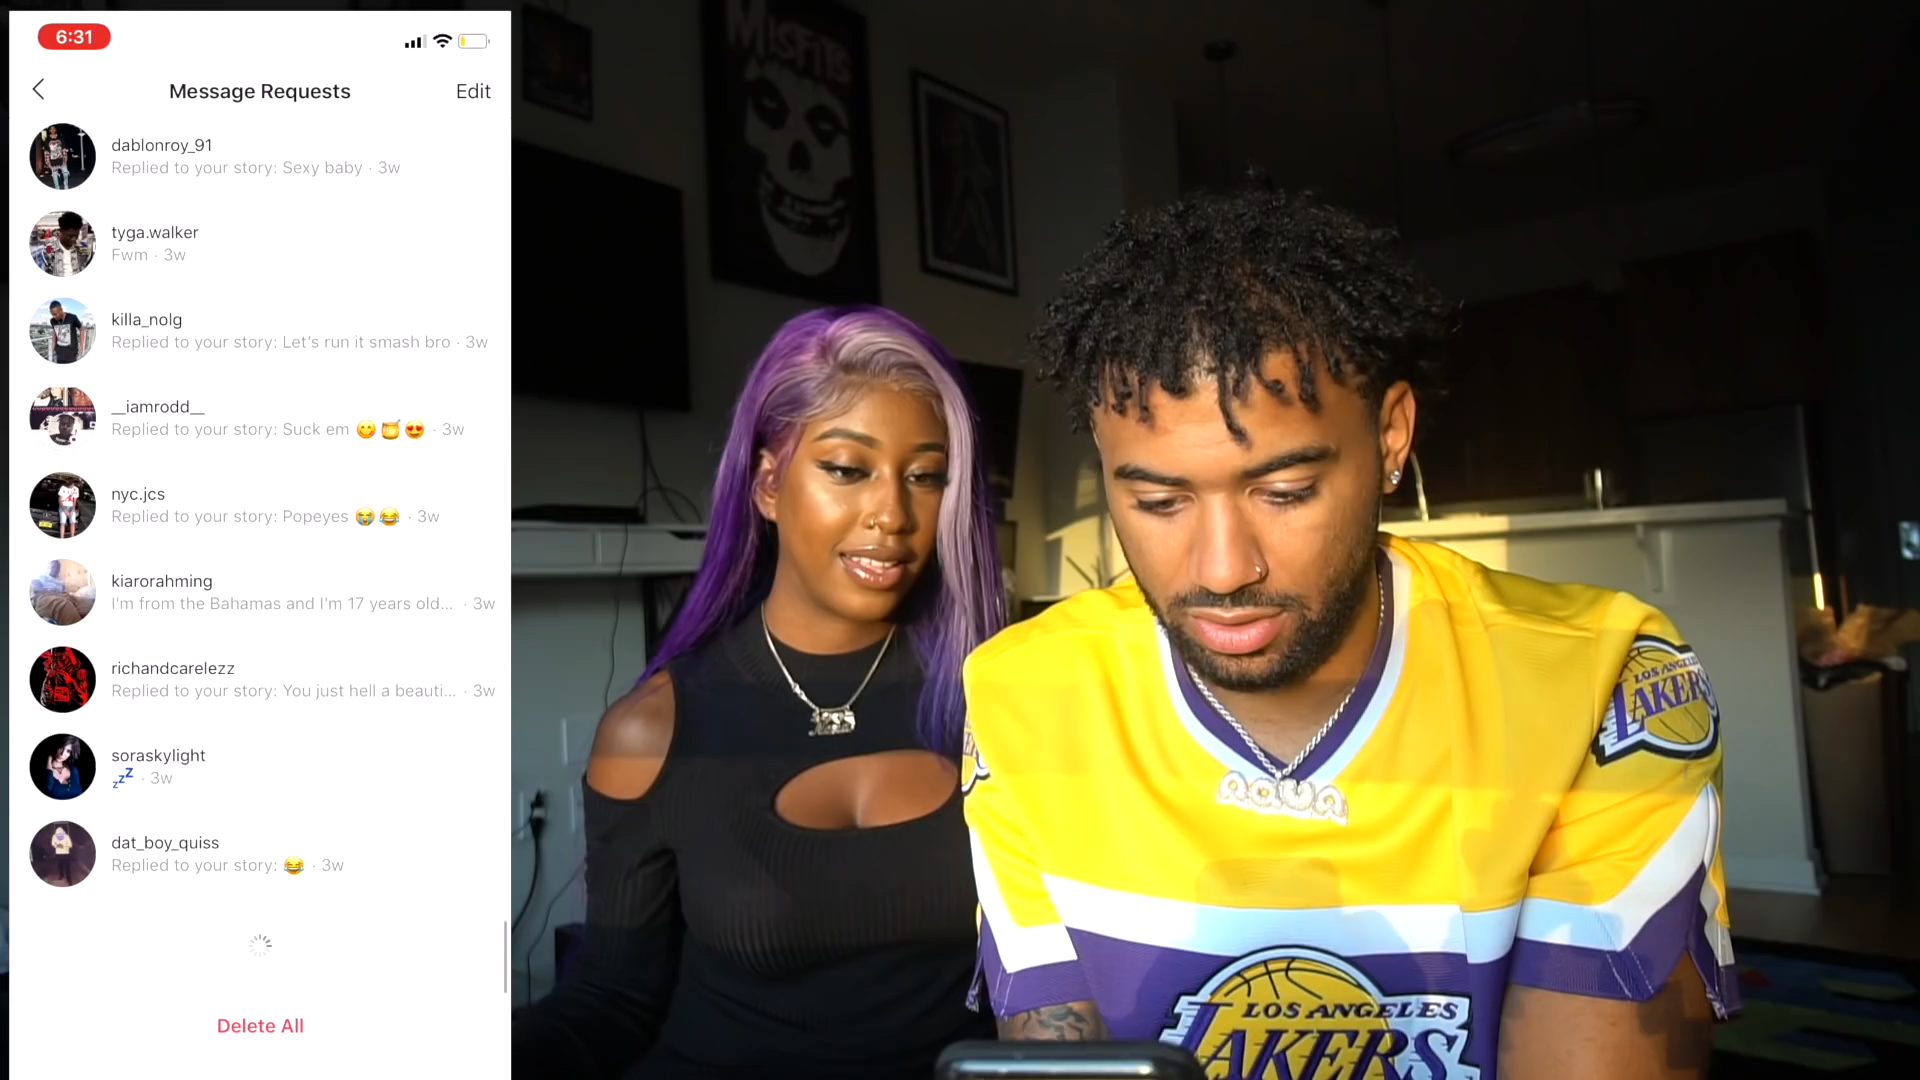 6:31
Message Requests
Edit
dablonroy_91
Replied to your story: Sexy baby · 3w
tyga.walker
Fwm · 3w
killa_nolg
Replied to your story: Let's run it smash bro · 3w
__iamrodd__
Replied to your story: Suck em 😋 🍯 😍 · 3w
nyc.jcs
Replied to your story: Popeyes 😭 😂 · 3w
kiarorahming
I'm from the Bahamas and I'm 17 years old... · 3w
richandcarelezz
Replied to your story: You just hell a beauti... · 3w
soraskylight
💤 · 3w
dat_boy_quiss
Replied to your story: 😂 · 3w
Delete All
MISFITS
LOS ANGELES
LAKERS
LOS ANGELES
LAKERS